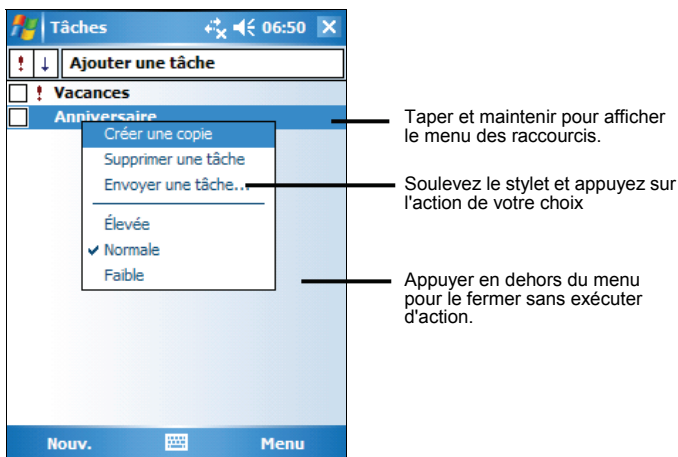 Tâches 06:50
! ↓ Ajouter une tâche
! Vacances
Anniversaire
Créer une copie
Supprimer une tâche
Envoyer une tâche...
Élevée
Normale
Faible
Nouv. Menu
Taper et maintenir pour afficher
le menu des raccourcis.
Soulevez le stylet et appuyez sur
l'action de votre choix
Appuyer en dehors du menu
pour le fermer sans exécuter
d'action.